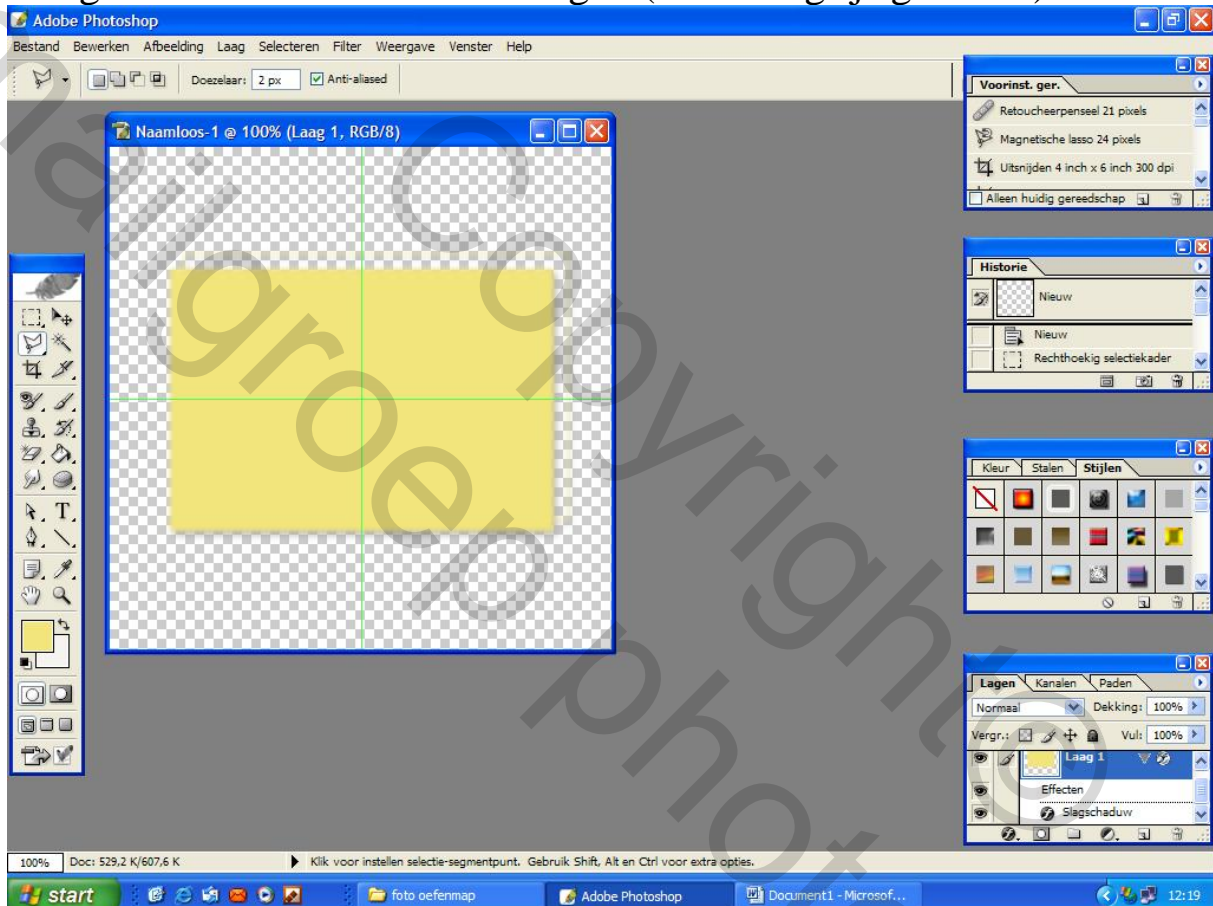 Adobe Photoshop
Bestand Bewerken Afbeelding Laag Selecteren Filter Weergave Venster Help
Doezelaar: 2 px Anti-aliased
Voorinst. ger.
Retoucheerpenseel 21 pixels
Magnetische lasso 24 pixels
Uitsnijden 4 inch x 6 inch 300 dpi
Alleen huidig gereedschap
Naamloos-1 @ 100% (Laag 1, RGB/8)
Historie
Nieuw
Nieuw
Rechthoekig selectiekader
Kleur Stalen Stijlen
Lagen Kanalen Paden
Normaal Dekking: 100%
Vergr.: Vul: 100%
Laag 1
Effecten
Slagschaduw
100% Doc: 529,2 K/607,6 K Klik voor instellen selectie-segmentpunt. Gebruik Shift, Alt en Ctrl voor extra opties.
start foto oefenmap Adobe Photoshop Document1 - Microsof... 12:19
Copyright©
mailgroep phot